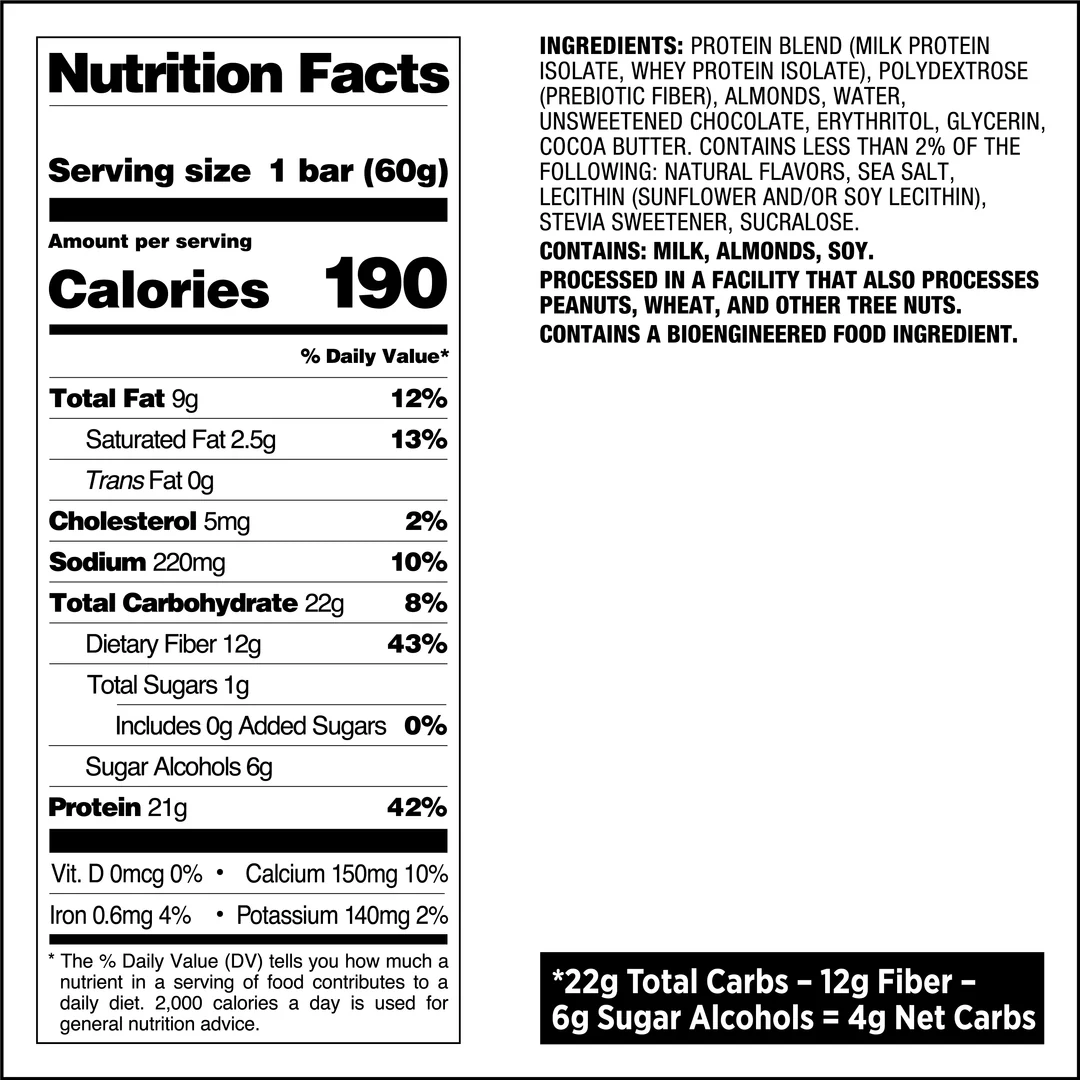 Nutrition Facts
Serving size 1 bar (60g)
Amount per serving
Calories 190
% Daily Value*
Total Fat 9g 12%
Saturated Fat 2.5g 13%
Trans Fat 0g
Cholesterol 5mg 2%
Sodium 220mg 10%
Total Carbohydrate 22g 8%
Dietary Fiber 12g 43%
Total Sugars 1g
Includes 0g Added Sugars 0%
Sugar Alcohols 6g
Protein 21g 42%
Vit. D 0mcg 0% • Calcium 150mg 10%
Iron 0.6mg 4% • Potassium 140mg 2%
* The % Daily Value (DV) tells you how much a
nutrient in a serving of food contributes to a
daily diet. 2,000 calories a day is used for
general nutrition advice.
INGREDIENTS: PROTEIN BLEND (MILK PROTEIN
ISOLATE, WHEY PROTEIN ISOLATE), POLYDEXTROSE
(PREBIOTIC FIBER), ALMONDS, WATER,
UNSWEETENED CHOCOLATE, ERYTHRITOL, GLYCERIN,
COCOA BUTTER. CONTAINS LESS THAN 2% OF THE
FOLLOWING: NATURAL FLAVORS, SEA SALT,
LECITHIN (SUNFLOWER AND/OR SOY LECITHIN),
STEVIA SWEETENER, SUCRALOSE.
CONTAINS: MILK, ALMONDS, SOY.
PROCESSED IN A FACILITY THAT ALSO PROCESSES
PEANUTS, WHEAT, AND OTHER TREE NUTS.
CONTAINS A BIOENGINEERED FOOD INGREDIENT.
*22g Total Carbs – 12g Fiber –
6g Sugar Alcohols = 4g Net Carbs